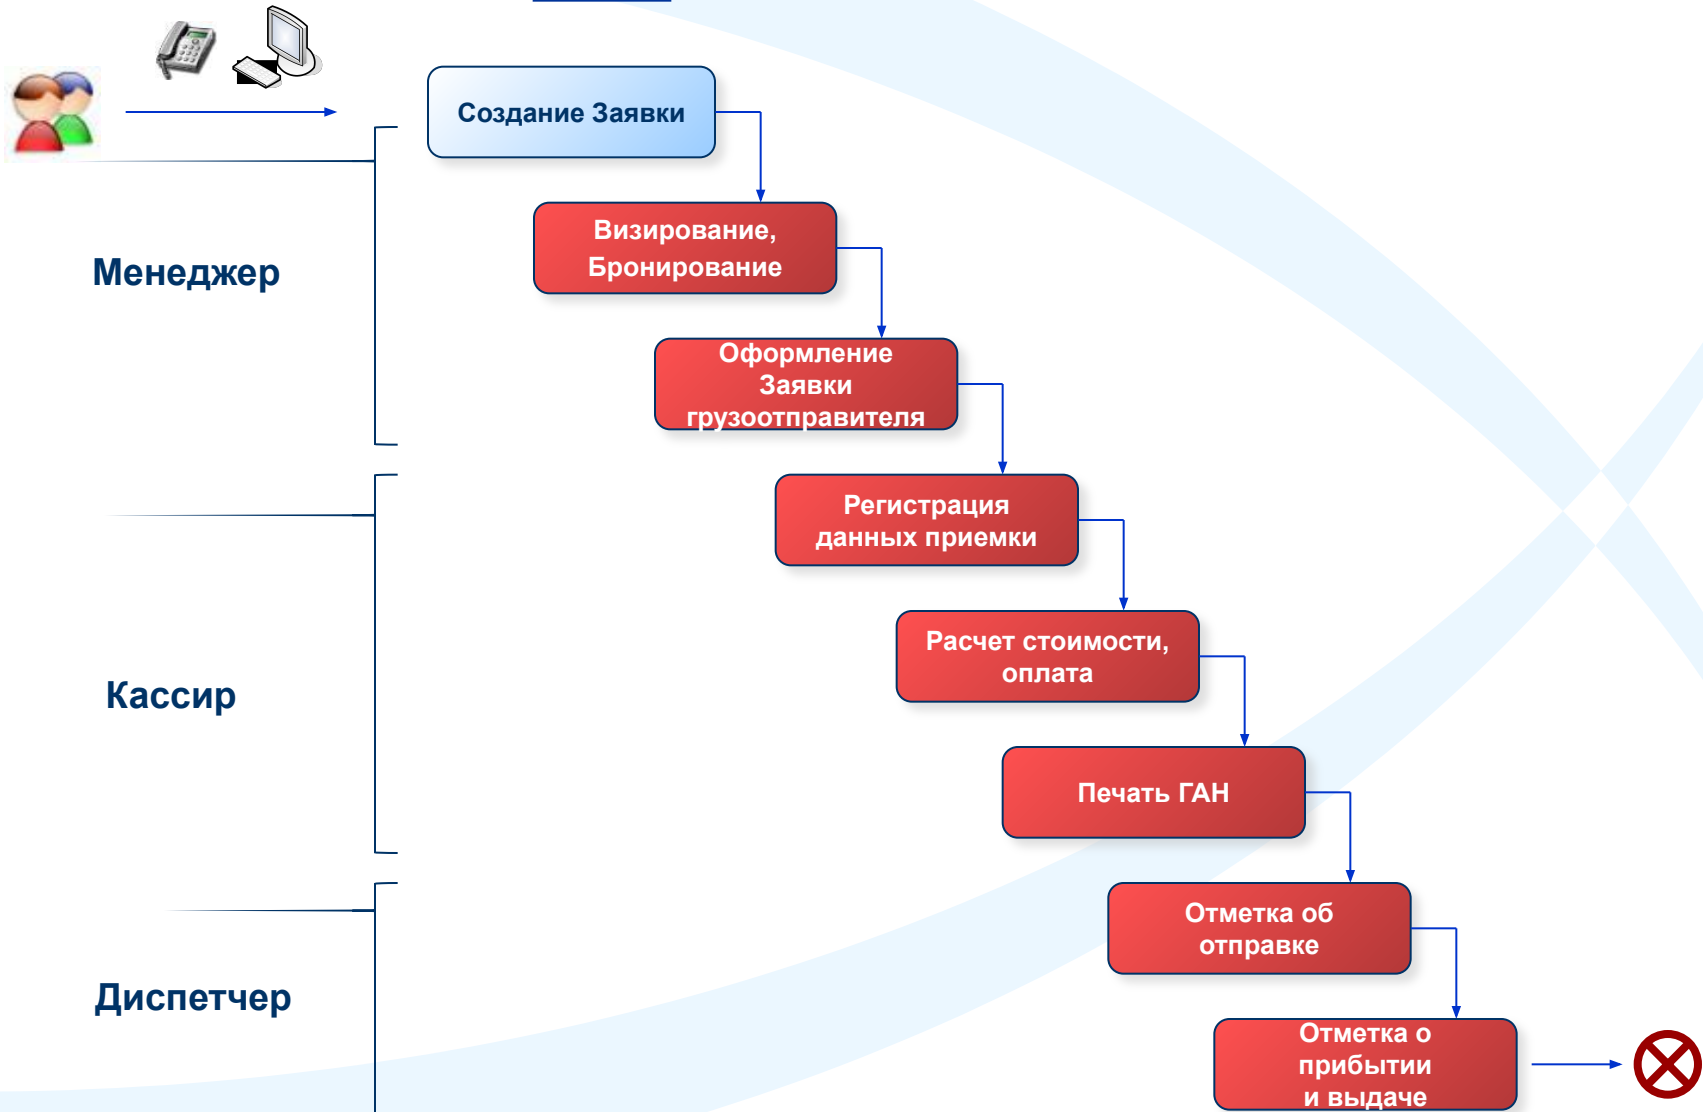 Создание Заявки
Визирование,
Бронирование
Менеджер
Оформление
Заявки
грузоотправителя
Регистрация
данных приемки
Расчет стоимости,
оплата
Кассир
Печать ГАН
Отметка об
отправке
Диспетчер
Отметка о
прибытии
и выдаче